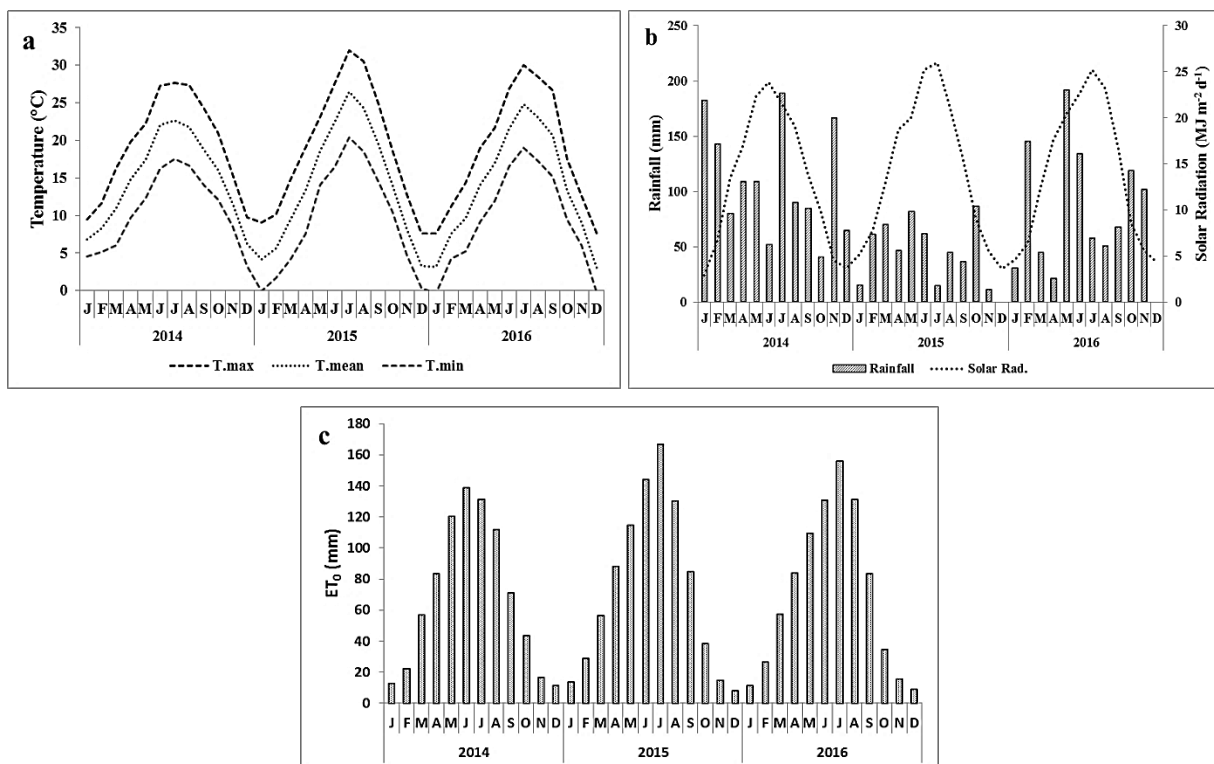 a
35
30
25
20
15
10
5
0
Temperature (°C)
J F M A M J J A S O N D J F M A M J J A S O N D J F M A M J J A S O N D
2014 2015 2016
T.max T.mean T.min
b
250
200
150
100
50
0
Rainfall (mm)
30
25
20
15
10
5
0
Solar Radiation (MJ m⁻² d⁻¹)
J F M A M J J A S O N D J F M A M J J A S O N D J F M A M J J A S O N D
2014 2015 2016
Rainfall Solar Rad.
c
180
160
140
120
100
80
60
40
20
0
ET₀ (mm)
J F M A M J J A S O N D J F M A M J J A S O N D J F M A M J J A S O N D
2014 2015 2016